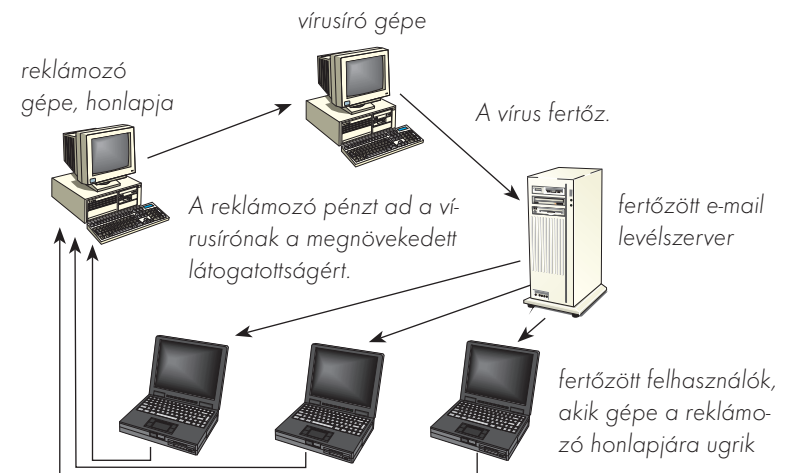 vírusíró gépe
reklámozó
gépe, honlapja
A vírus fertőz.
A reklámozó pénzt ad a ví-
rusírónak a megnövekedett
látogatottságért.
fertőzött e-mail
levélszerver
fertőzött felhasználók,
akik gépe a reklámo-
zó honlapjára ugrik